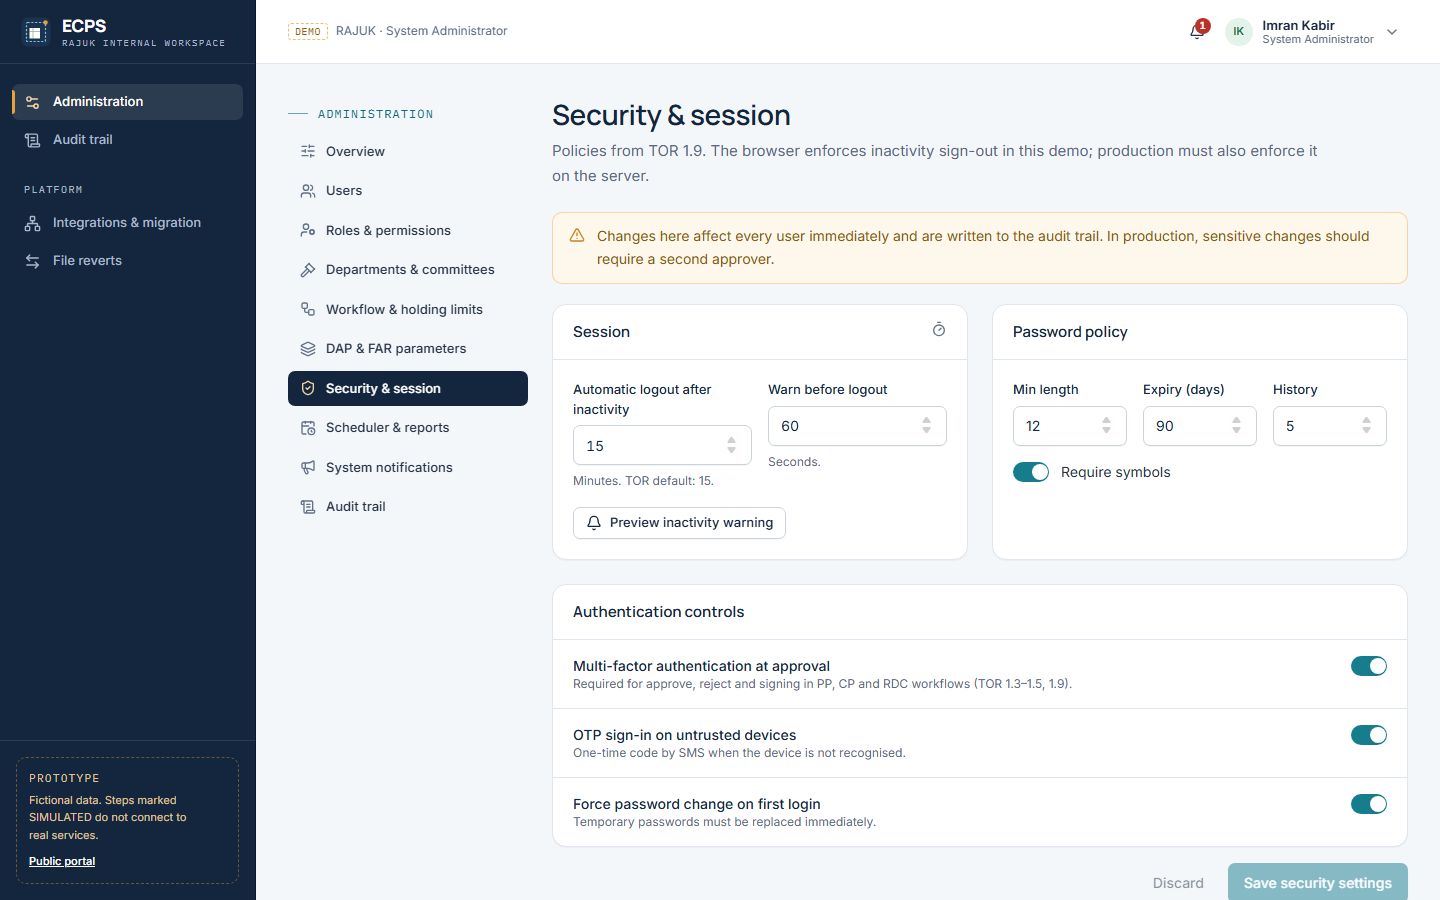 ECPS
RAJUK INTERNAL WORKSPACE
Administration
Audit trail
PLATFORM
Integrations & migration
File reverts
PROTOTYPE
Fictional data. Steps marked
SIMULATED do not connect to
real services.
Public portal
DEMO RAJUK · System Administrator
1
IK
Imran Kabir
System Administrator
ADMINISTRATION
Overview
Users
Roles & permissions
Departments & committees
Workflow & holding limits
DAP & FAR parameters
Security & session
Scheduler & reports
System notifications
Audit trail
Security & session
Policies from TOR 1.9. The browser enforces inactivity sign-out in this demo; production must also enforce it
on the server.
Changes here affect every user immediately and are written to the audit trail. In production, sensitive changes should
require a second approver.
Session
Automatic logout after
inactivity
15
Minutes. TOR default: 15.
Warn before logout
60
Seconds.
Preview inactivity warning
Password policy
Min length
12
Expiry (days)
90
History
5
Require symbols
Authentication controls
Multi-factor authentication at approval
Required for approve, reject and signing in PP, CP and RDC workflows (TOR 1.3–1.5, 1.9).
OTP sign-in on untrusted devices
One-time code by SMS when the device is not recognised.
Force password change on first login
Temporary passwords must be replaced immediately.
Discard
Save security settings